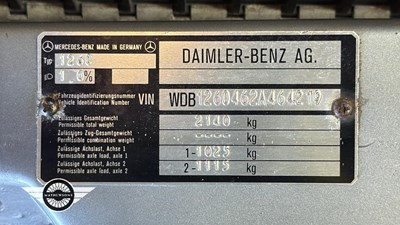 MERCEDES-BENZ MADE IN GERMANY
DAIMLER-BENZ AG.
Typ
%
Fahrzeugidentifizierungsnummer
Vehicle Identification Number VIN WDB
Zulässiges Gesamtgewicht
Permissible total weight 2140 kg
Zulässiges Zug-Gesamtgewicht
Permissible combination weight kg
Zulässige Achslast, Achse 1
Permissible axle load, axle 1 1-1025 kg
Zulässige Achslast, Achse 2
Permissible axle load, axle 2 2-1115 kg
MATHEWSONS